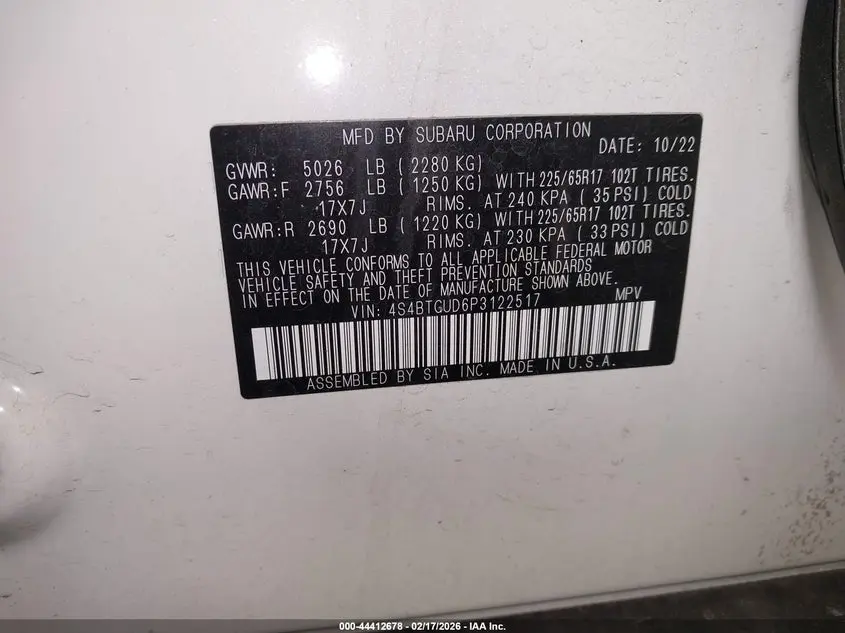 MFD BY SUBARU CORPORATION
DATE: 10/22
GVWR: 5026 LB (2280 KG)
GAWR:F 2756 LB (1250 KG) WITH 225/65R17 102T TIRES.
17X7J RIMS. AT 240 KPA (35 PSI) COLD
GAWR:R 2690 LB (1220 KG) WITH 225/65R17 102T TIRES.
17X7J RIMS. AT 230 KPA (33 PSI) COLD
THIS VEHICLE CONFORMS TO ALL APPLICABLE FEDERAL MOTOR
VEHICLE SAFETY AND THEFT PREVENTION STANDARDS
IN EFFECT ON THE DATE OF MANUFACTURE SHOWN ABOVE.
VIN: 4S4BTGUD6P3122517 MPV
ASSEMBLED BY SIA INC. MADE IN U.S.A.
000-44412678 - 02/17/2026 - IAA Inc.